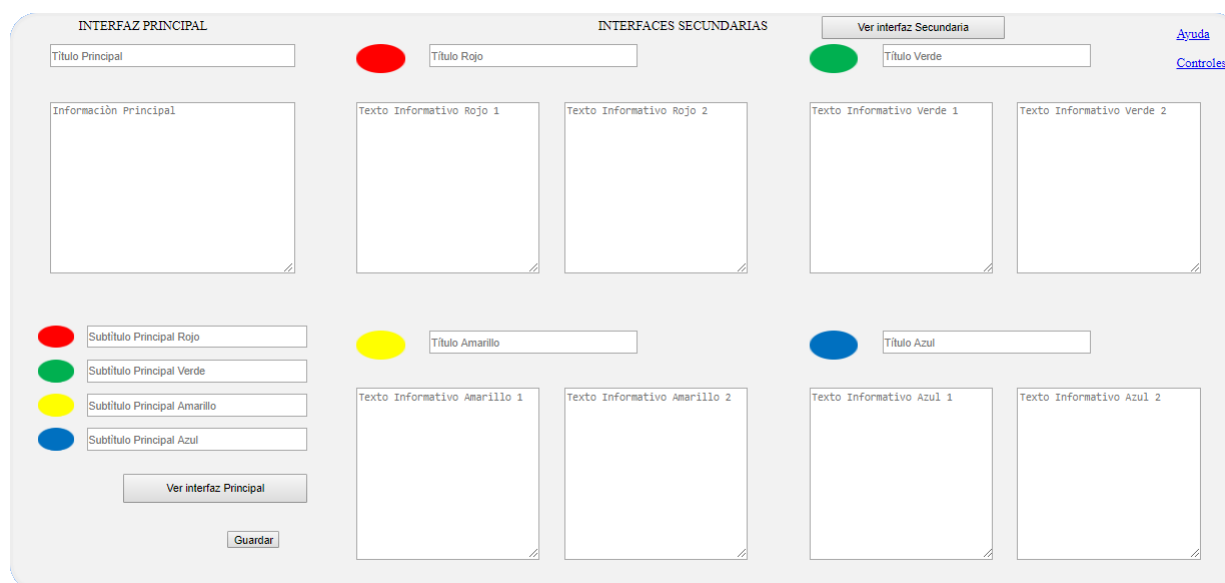 INTERFAZ PRINCIPAL
INTERFACES SECUNDARIAS
Ver interfaz Secundaria
Ayuda
Controles
Título Principal
Título Rojo
Título Verde
Informaciòn Principal
Texto Informativo Rojo 1
Texto Informativo Rojo 2
Texto Informativo Verde 1
Texto Informativo Verde 2
Subtítulo Principal Rojo
Subtítulo Principal Verde
Subtítulo Principal Amarillo
Subtítulo Principal Azul
Ver interfaz Principal
Guardar
Título Amarillo
Título Azul
Texto Informativo Amarillo 1
Texto Informativo Amarillo 2
Texto Informativo Azul 1
Texto Informativo Azul 2